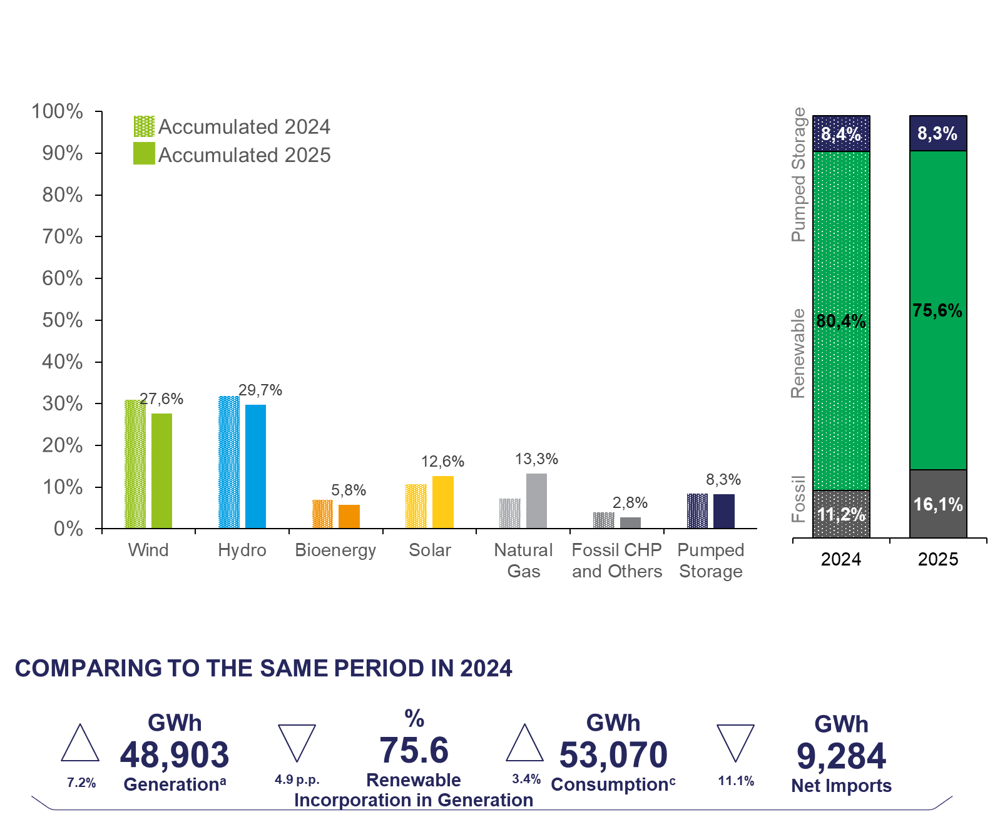 100%
90%
80%
70%
60%
50%
40%
30%
20%
10%
0%
Accumulated 2024
Accumulated 2025
27,6%
29,7%
5,8%
12,6%
13,3%
2,8%
8,3%
Wind
Hydro
Bioenergy
Solar
Natural
Gas
Fossil CHP
and Others
Pumped
Storage
Pumped Storage
Renewable
Fossil
8,4%
8,3%
80,4%
75,6%
11,2%
16,1%
2024
2025
COMPARING TO THE SAME PERIOD IN 2024
GWh
48,903
Generationᵃ
7.2%
%
75.6
Renewable
Incorporation in Generation
4.9 p.p.
GWh
53,070
Consumptionᶜ
3.4%
GWh
9,284
Net Imports
11.1%